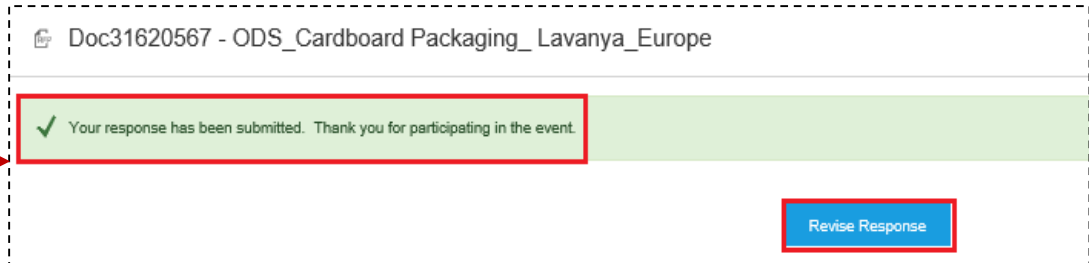 Doc31620567 - ODS_Cardboard Packaging_ Lavanya_Europe
Your response has been submitted. Thank you for participating in the event.
Revise Response